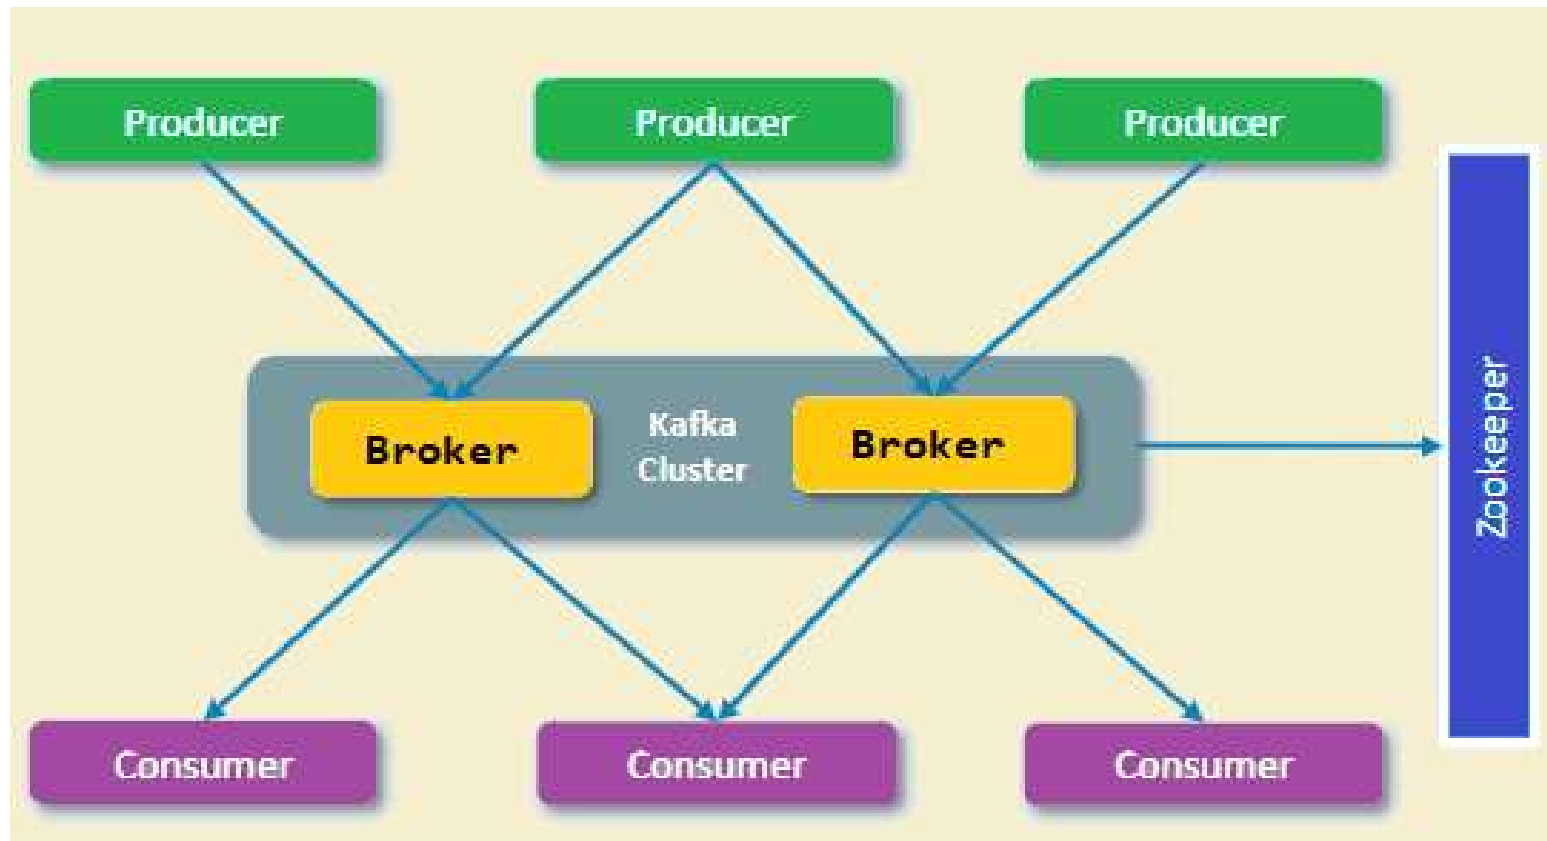 Producer
Producer
Producer
Broker
Kafka
Cluster
Broker
Zookeeper
Consumer
Consumer
Consumer